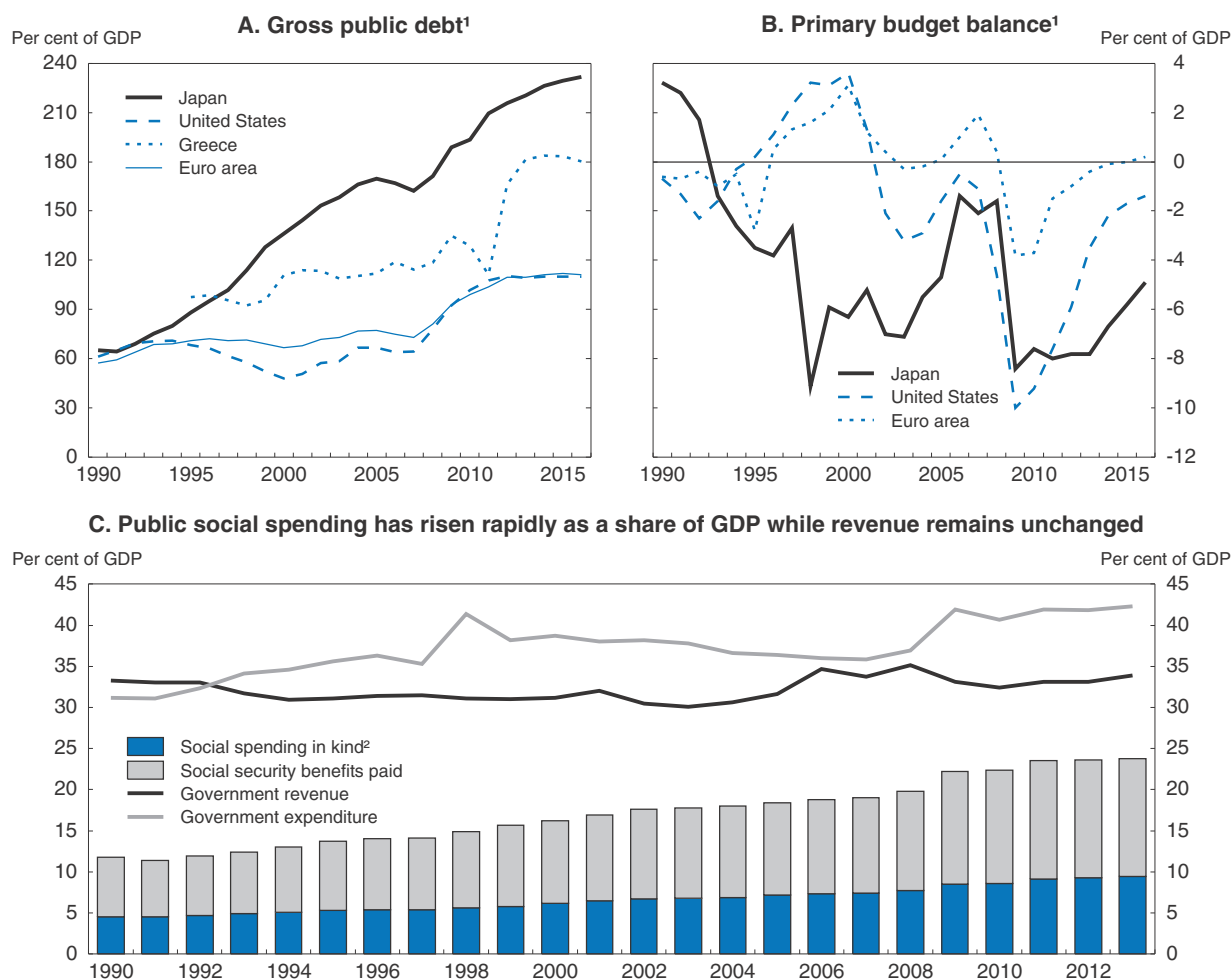 A. Gross public debt¹
Per cent of GDP
240
210
180
150
120
90
60
30
0
Japan
United States
Greece
Euro area
1990 1995 2000 2005 2010 2015
B. Primary budget balance¹
Per cent of GDP
4
2
0
-2
-4
-6
-8
-10
-12
Japan
United States
Euro area
1990 1995 2000 2005 2010 2015
C. Public social spending has risen rapidly as a share of GDP while revenue remains unchanged
Per cent of GDP
Per cent of GDP
45
40
35
30
25
20
15
10
5
0
Social spending in kind²
Social security benefits paid
Government revenue
Government expenditure
45
40
35
30
25
20
15
10
5
0
1990 1992 1994 1996 1998 2000 2002 2004 2006 2008 2010 2012